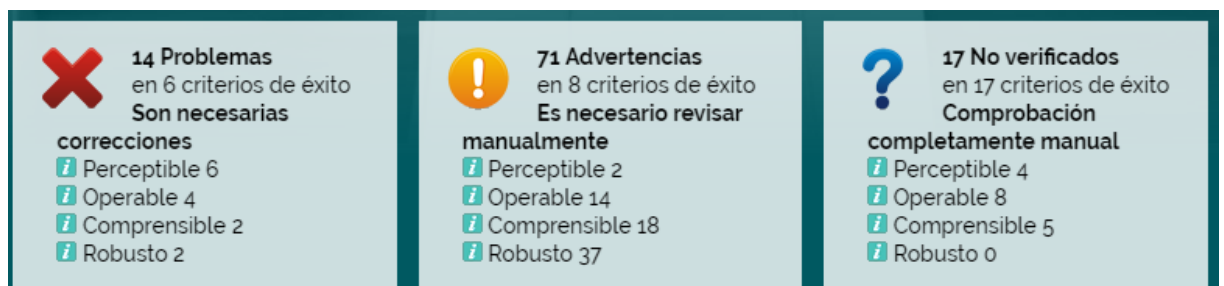 14 Problemas
en 6 criterios de éxito
Son necesarias
correcciones
Perceptible 6
Operable 4
Comprensible 2
Robusto 2
71 Advertencias
en 8 criterios de éxito
Es necesario revisar
manualmente
Perceptible 2
Operable 14
Comprensible 18
Robusto 37
17 No verificados
en 17 criterios de éxito
Comprobación
completamente manual
Perceptible 4
Operable 8
Comprensible 5
Robusto 0